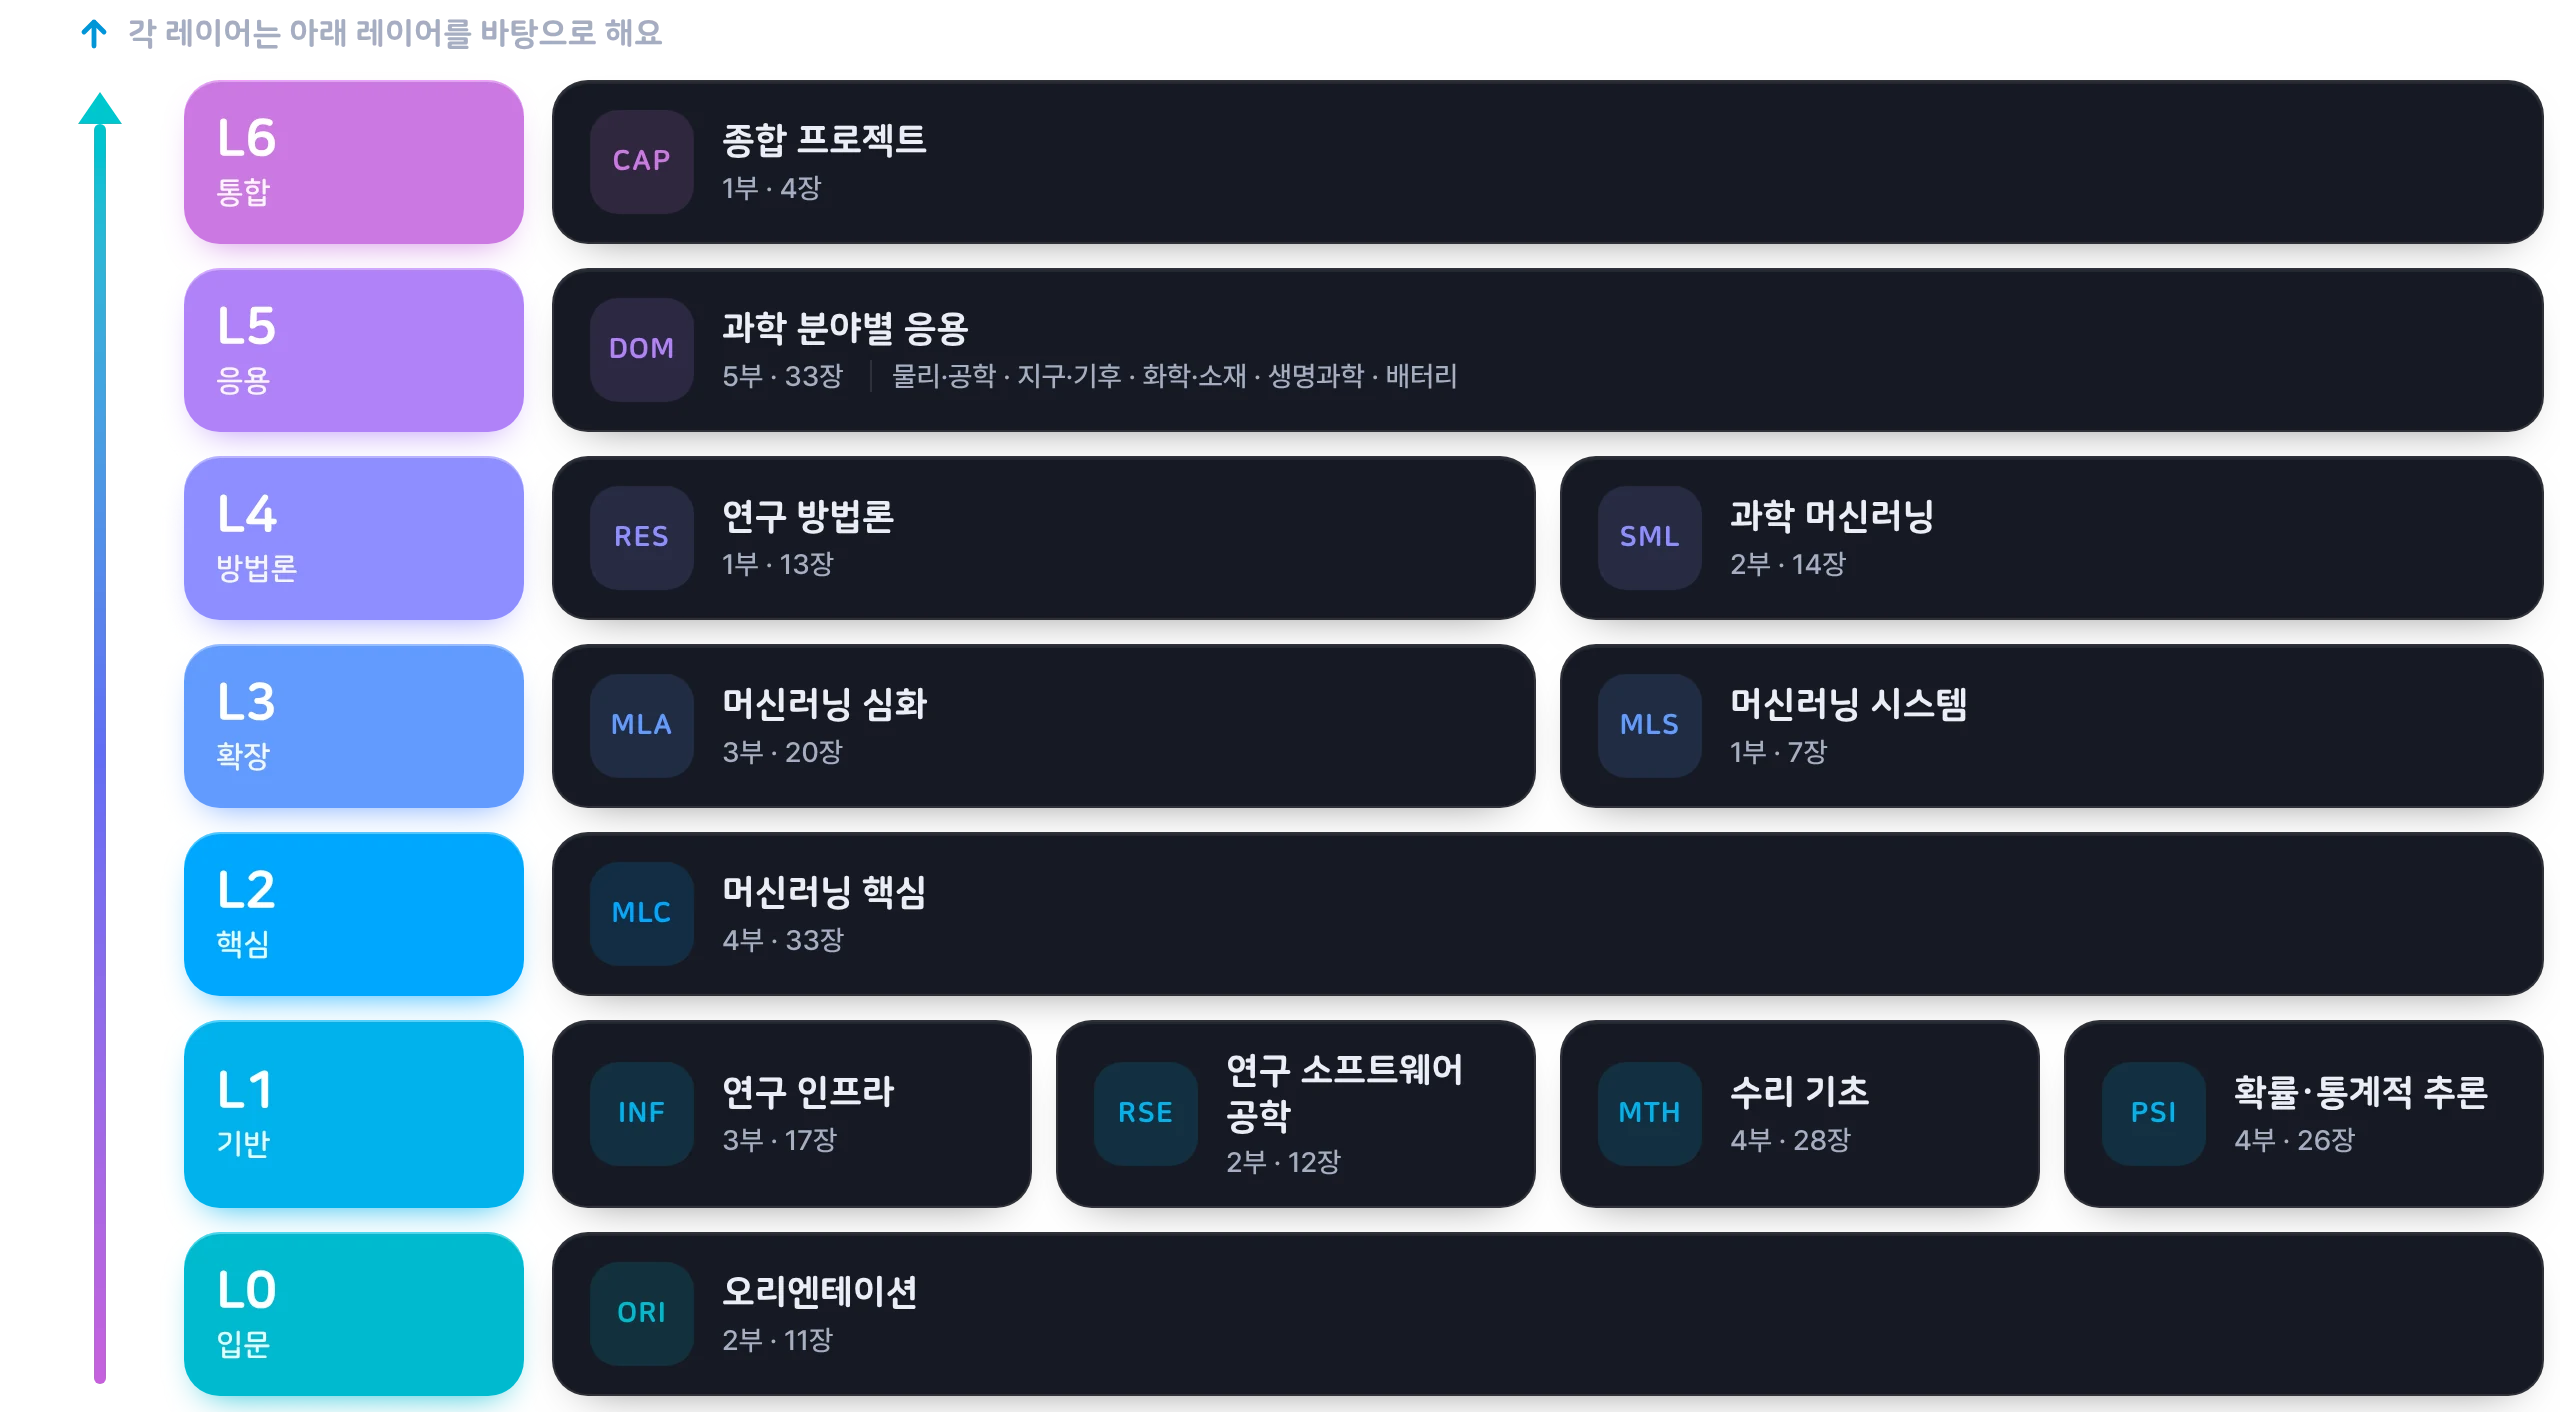 ↑ 각 레이어는 아래 레이어를 바탕으로 해요
L6
통합
CAP
종합 프로젝트
1부 · 4장
L5
응용
DOM
과학 분야별 응용
5부 · 33장 | 물리·공학 · 지구·기후 · 화학·소재 · 생명과학 · 배터리
L4
방법론
RES
연구 방법론
1부 · 13장
SML
과학 머신러닝
2부 · 14장
L3
확장
MLA
머신러닝 심화
3부 · 20장
MLS
머신러닝 시스템
1부 · 7장
L2
핵심
MLC
머신러닝 핵심
4부 · 33장
L1
기반
INF
연구 인프라
3부 · 17장
RSE
연구 소프트웨어
공학
2부 · 12장
MTH
수리 기초
4부 · 28장
PSI
확률·통계적 추론
4부 · 26장
L0
입문
ORI
오리엔테이션
2부 · 11장